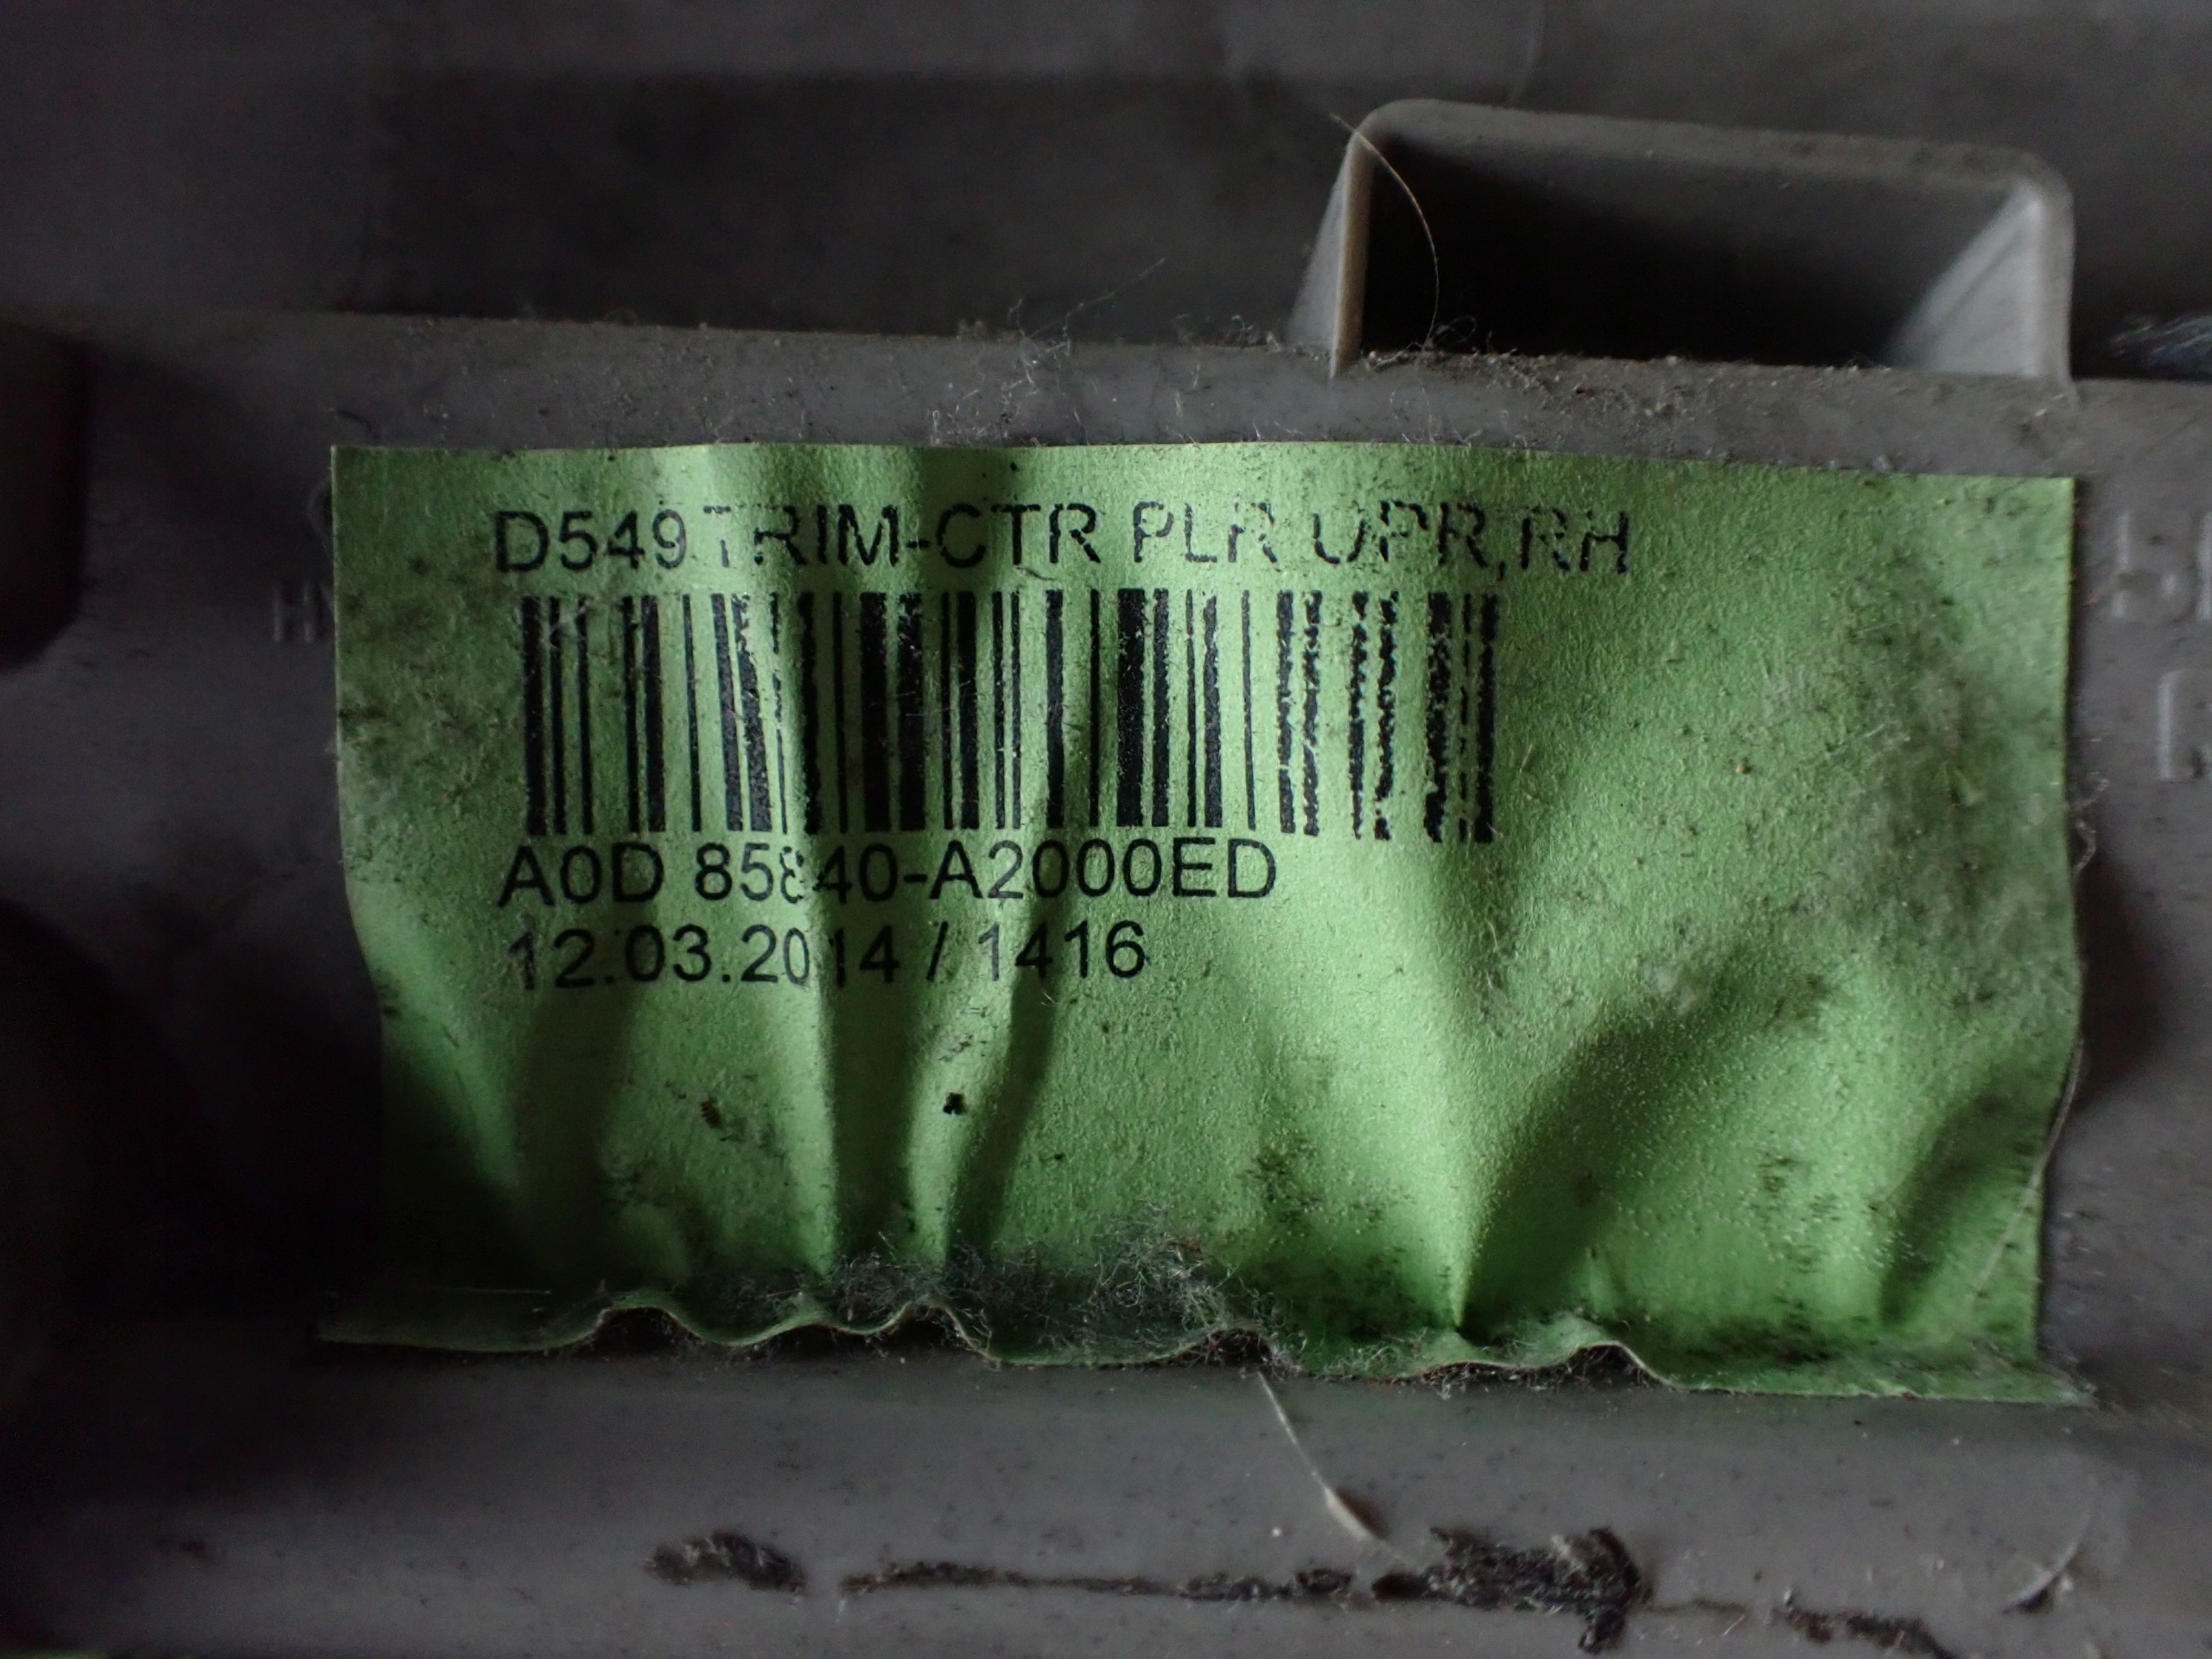 D549 TRIM-CTR PLR UPR,RH
A0D 85840-A2000ED
12.03.2014 / 1416